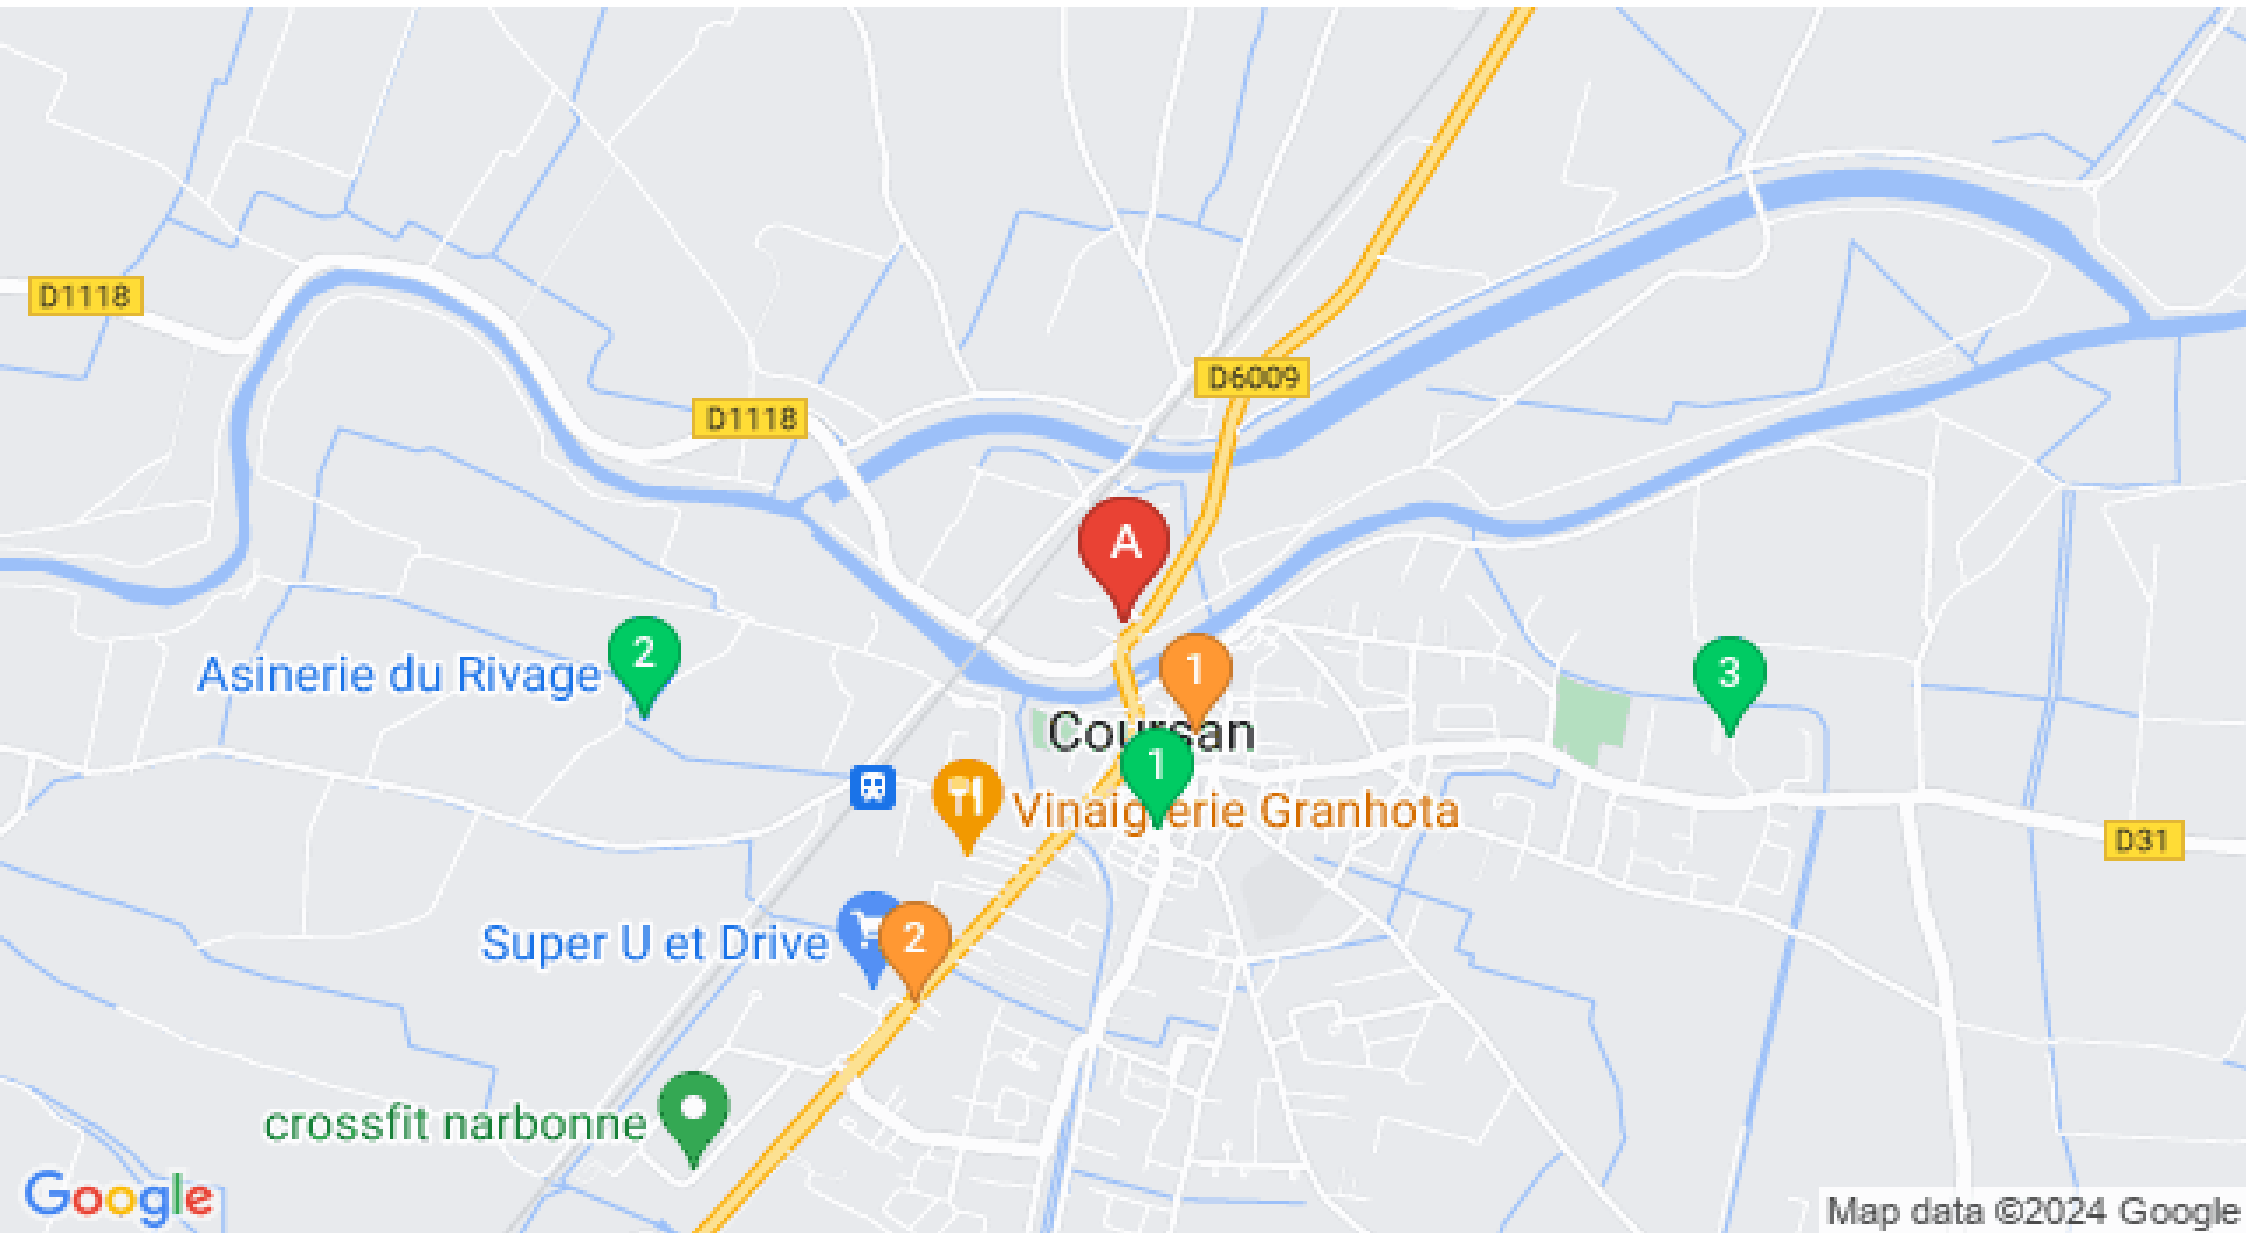 D1118
D6009
D1118
A
2
Asinerie du Rivage
1
3
Coursan
1
Vinaigrerie Granhota
D31
Super U et Drive
2
crossfit narbonne
Google
Map data ©2024 Google